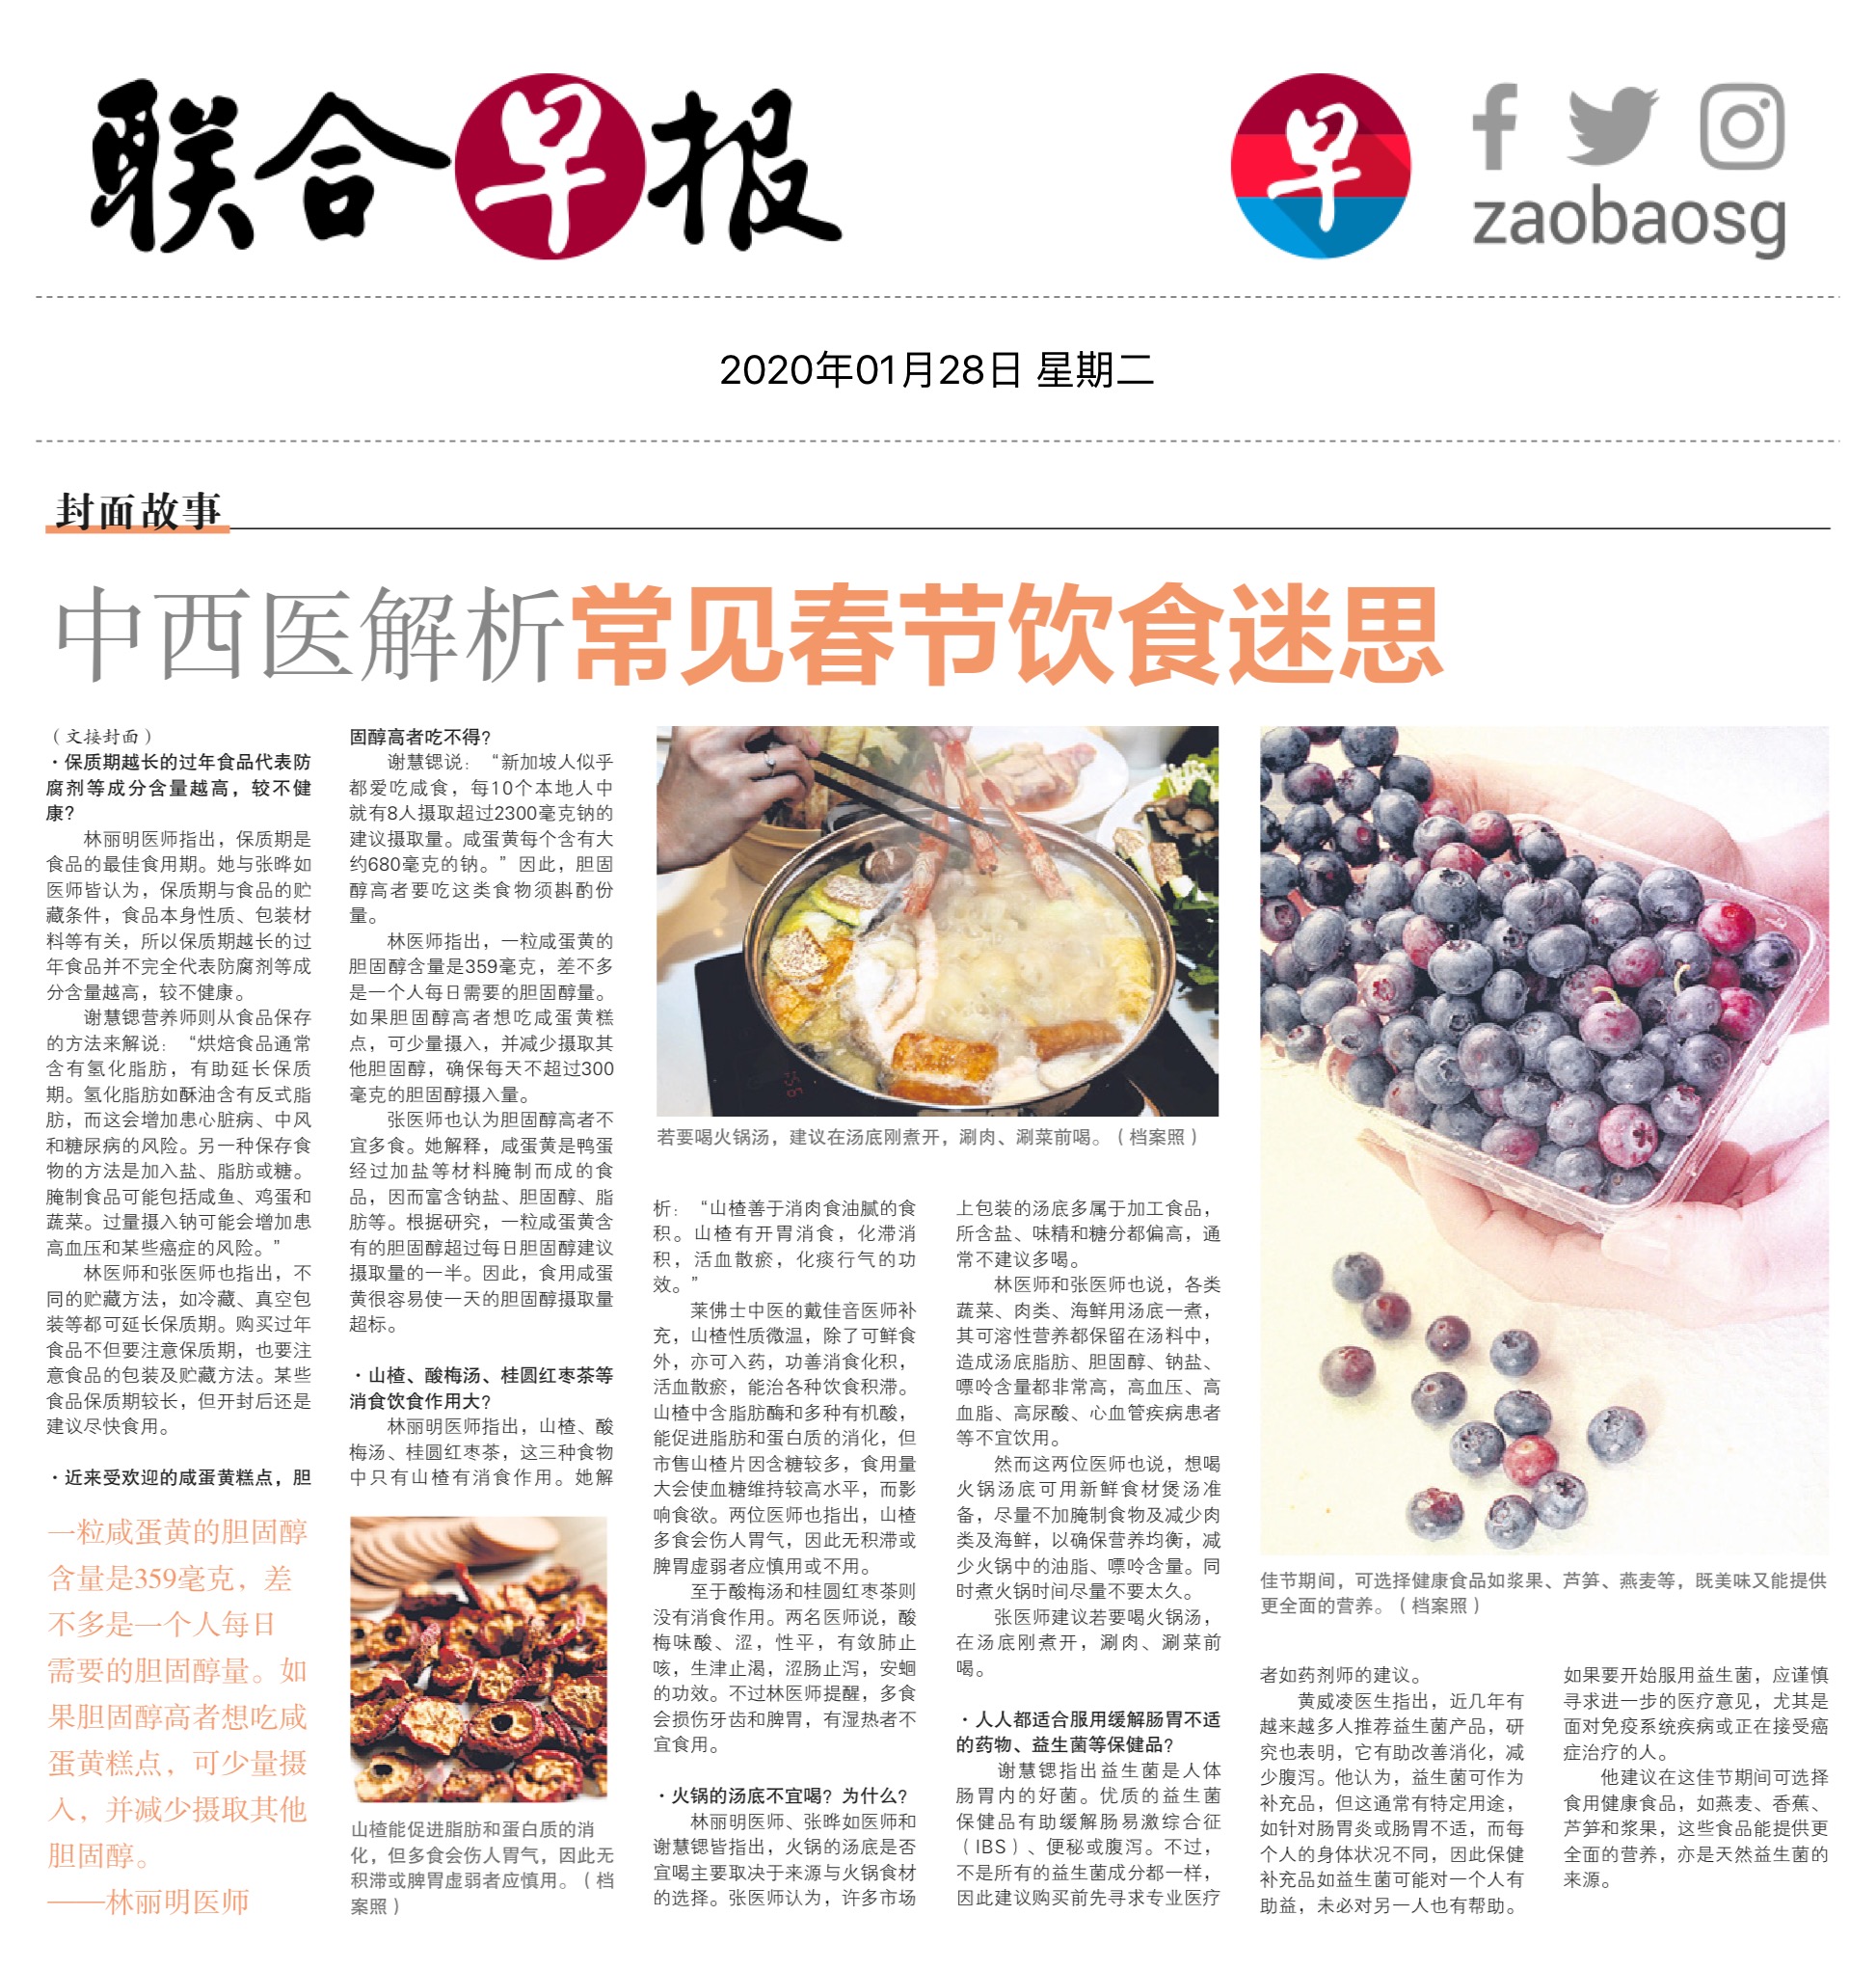 联合早报
早
zaobaosg
2020年01月28日 星期二
封面故事
中西医解析常见春节饮食迷思
（文接封面）
·保质期越长的过年食品代表防
腐剂等成分含量越高，较不健
康？
林丽明医师指出，保质期是
食品的最佳食用期。她与张晔如
医师皆认为，保质期与食品的贮
藏条件，食品本身性质、包装材
料等有关，所以保质期越长的过
年食品并不完全代表防腐剂等成
分含量越高，较不健康。
谢慧锶营养师则从食品保存
的方法来解说：“烘焙食品通常
含有氢化脂肪，有助延长保质
期。氢化脂肪如酥油含有反式脂
肪，而这会增加患心脏病、中风
和糖尿病的风险。另一种保存食
物的方法是加入盐、脂肪或糖。
腌制食品可能包括咸鱼、鸡蛋和
蔬菜。过量摄入钠可能会增加患
高血压和某些癌症的风险。”
林医师和张医师也指出，不
同的贮藏方法，如冷藏、真空包
装等都可延长保质期。购买过年
食品不但要注意保质期，也要注
意食品的包装及贮藏方法。某些
食品保质期较长，但开封后还是
建议尽快食用。
·近来受欢迎的咸蛋黄糕点，胆
固醇高者吃不得？
谢慧锶说：“新加坡人似乎
都爱吃咸食，每10个本地人中
就有8人摄取超过2300毫克钠的
建议摄取量。咸蛋黄每个含有大
约680毫克的钠。”因此，胆固
醇高者要吃这类食物须斟酌份
量。
林医师指出，一粒咸蛋黄的
胆固醇含量是359毫克，差不多
是一个人每日需要的胆固醇量。
如果胆固醇高者想吃咸蛋黄糕
点，可少量摄入，并减少摄取其
他胆固醇，确保每天不超过300
毫克的胆固醇摄入量。
张医师也认为胆固醇高者不
宜多食。她解释，咸蛋黄是鸭蛋
经过加盐等材料腌制而成的食
品，因而富含钠盐、胆固醇、脂
肪等。根据研究，一粒咸蛋黄含
有的胆固醇超过每日胆固醇建议
摄取量的一半。因此，食用咸蛋
黄很容易使一天的胆固醇摄取量
超标。
·山楂、酸梅汤、桂圆红枣茶等
消食饮食作用大？
林丽明医师指出，山楂、酸
梅汤、桂圆红枣茶，这三种食物
中只有山楂有消食作用。她解
一粒咸蛋黄的胆固醇
含量是359毫克，差
不多是一个人每日
需要的胆固醇量。如
果胆固醇高者想吃咸
蛋黄糕点，可少量摄
入，并减少摄取其他
胆固醇。
——林丽明医师
山楂能促进脂肪和蛋白质的消
化，但多食会伤人胃气，因此无
积滞或脾胃虚弱者应慎用。（档
案照）
若要喝火锅汤，建议在汤底刚煮开，涮肉、涮菜前喝。（档案照）
析：“山楂善于消肉食油腻的食
积。山楂有开胃消食，化滞消
积，活血散瘀，化痰行气的功
效。”
莱佛士中医的戴佳音医师补
充，山楂性质微温，除了可鲜食
外，亦可入药，功善消食化积，
活血散瘀，能治各种饮食积滞。
山楂中含脂肪酶和多种有机酸，
能促进脂肪和蛋白质的消化，但
市售山楂片因含糖较多，食用量
大会使血糖维持较高水平，而影
响食欲。两位医师也指出，山楂
多食会伤人胃气，因此无积滞或
脾胃虚弱者应慎用或不用。
至于酸梅汤和桂圆红枣茶则
没有消食作用。两名医师说，酸
梅味酸、涩，性平，有敛肺止
咳，生津止渴，涩肠止泻，安蛔
的功效。不过林医师提醒，多食
会损伤牙齿和脾胃，有湿热者不
宜食用。
·火锅的汤底不宜喝？为什么？
林丽明医师、张晔如医师和
谢慧锶皆指出，火锅的汤底是否
宜喝主要取决于来源与火锅食材
的选择。张医师认为，许多市场
上包装的汤底多属于加工食品，
所含盐、味精和糖分都偏高，通
常不建议多喝。
林医师和张医师也说，各类
蔬菜、肉类、海鲜用汤底一煮，
其可溶性营养都保留在汤料中，
造成汤底脂肪、胆固醇、钠盐、
嘌呤含量都非常高，高血压、高
血脂、高尿酸、心血管疾病患者
等不宜饮用。
然而这两位医师也说，想喝
火锅汤底可用新鲜食材煲汤准
备，尽量不加腌制食物及减少肉
类及海鲜，以确保营养均衡，减
少火锅中的油脂、嘌呤含量。同
时煮火锅时间尽量不要太久。
张医师建议若要喝火锅汤，
在汤底刚煮开，涮肉、涮菜前
喝。
·人人都适合服用缓解肠胃不适
的药物、益生菌等保健品？
谢慧锶指出益生菌是人体
肠胃内的好菌。优质的益生菌
保健品有助缓解肠易激综合征
（IBS）、便秘或腹泻。不过，
不是所有的益生菌成分都一样，
因此建议购买前先寻求专业医疗
佳节期间，可选择健康食品如浆果、芦笋、燕麦等，既美味又能提供
更全面的营养。（档案照）
者如药剂师的建议。
黄威凌医生指出，近几年有
越来越多人推荐益生菌产品，研
究也表明，它有助改善消化，减
少腹泻。他认为，益生菌可作为
补充品，但这通常有特定用途，
如针对肠胃炎或肠胃不适，而每
个人的身体状况不同，因此保健
补充品如益生菌可能对一个人有
助益，未必对另一人也有帮助。
如果要开始服用益生菌，应谨慎
寻求进一步的医疗意见，尤其是
面对免疫系统疾病或正在接受癌
症治疗的人。
他建议在这佳节期间可选择
食用健康食品，如燕麦、香蕉、
芦笋和浆果，这些食品能提供更
全面的营养，亦是天然益生菌的
来源。